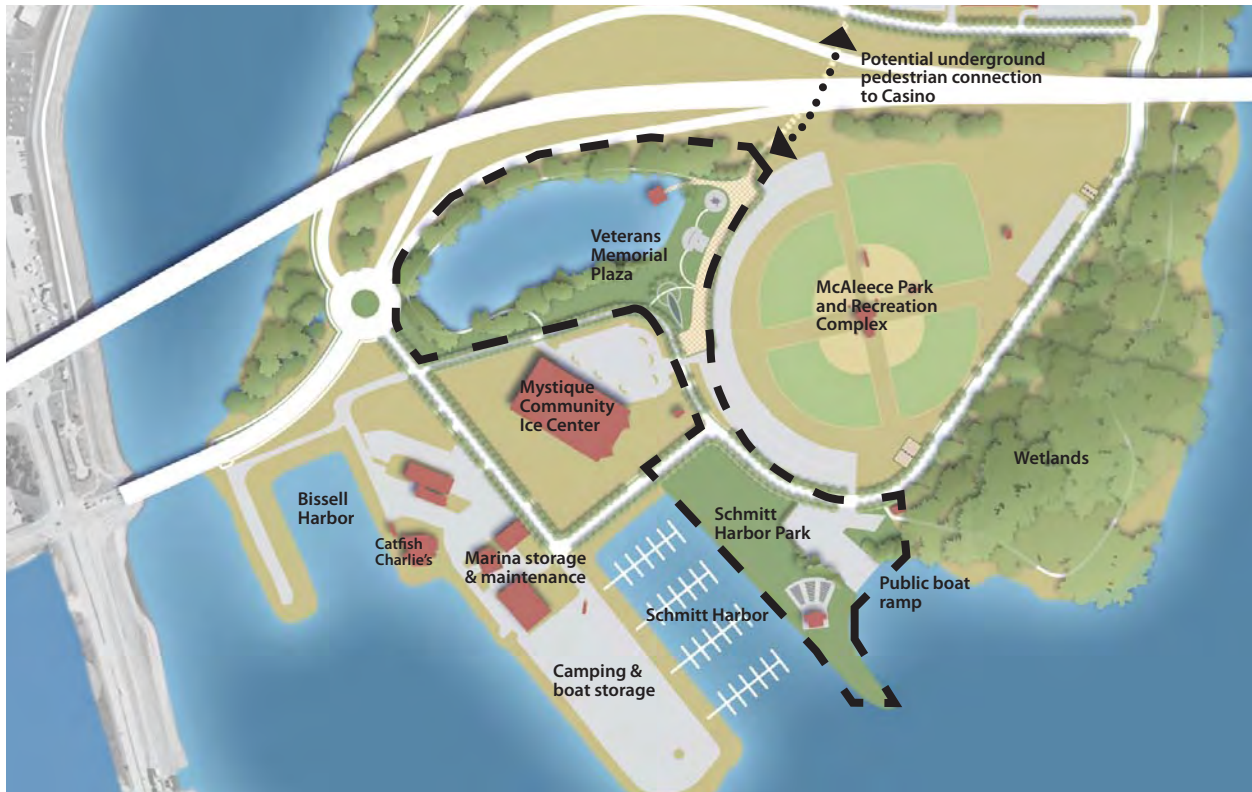 Potential underground
pedestrian connection
to Casino
Veterans
Memorial
Plaza
McAleece Park
and Recreation
Complex
Mystique
Community
Ice Center
Wetlands
Bissell
Harbor
Schmitt
Harbor Park
Catfish
Charlie's
Marina storage
& maintenance
Public boat
ramp
Schmitt Harbor
Camping &
boat storage